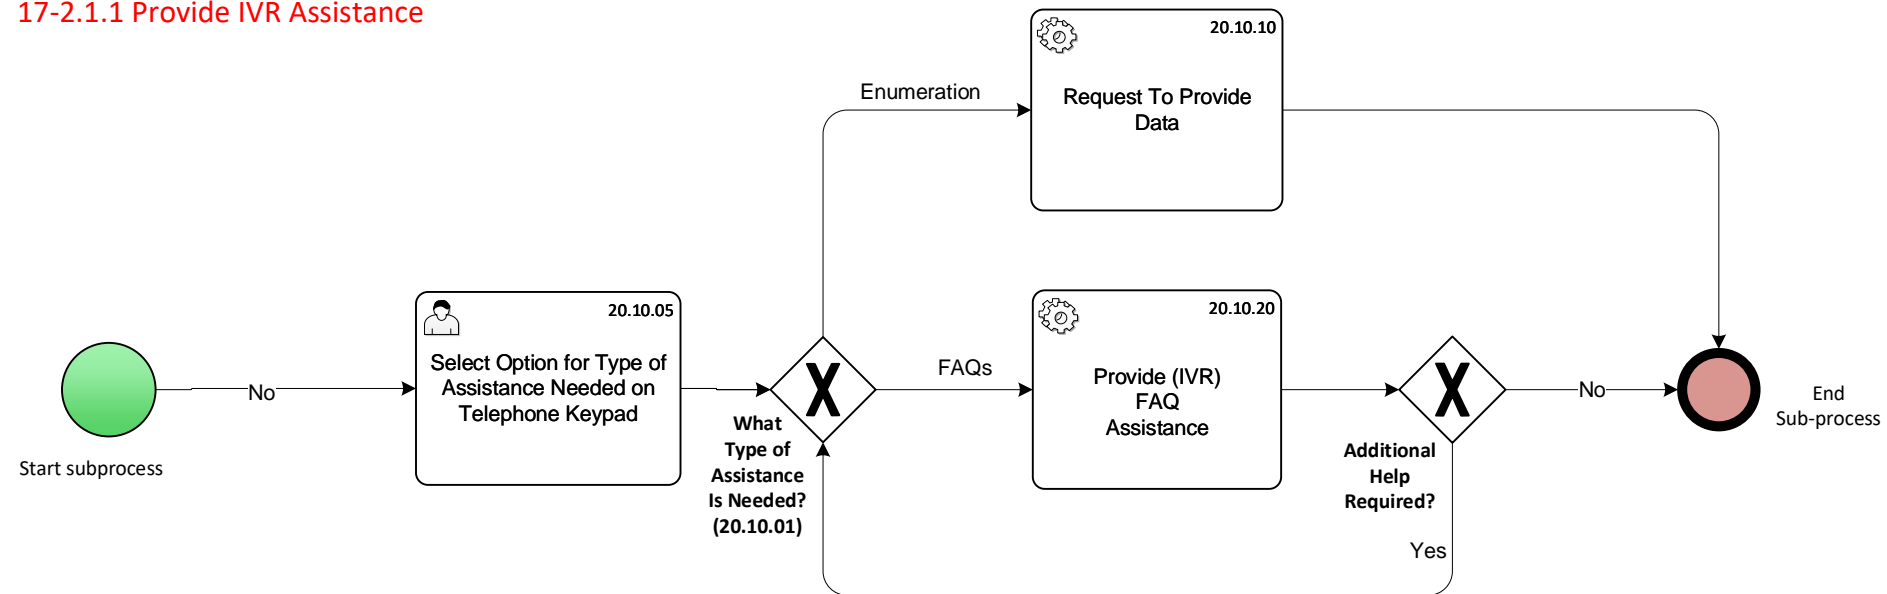 17-2.1.1 Provide IVR Assistance
20.10.10
Request To Provide
Data
Enumeration
20.10.05
Select Option for Type of
Assistance Needed on
Telephone Keypad
No
Start subprocess
What
Type of
Assistance
Is Needed?
(20.10.01)
FAQs
20.10.20
Provide (IVR)
FAQ
Assistance
Additional
Help
Required?
Yes
No
End
Sub-process